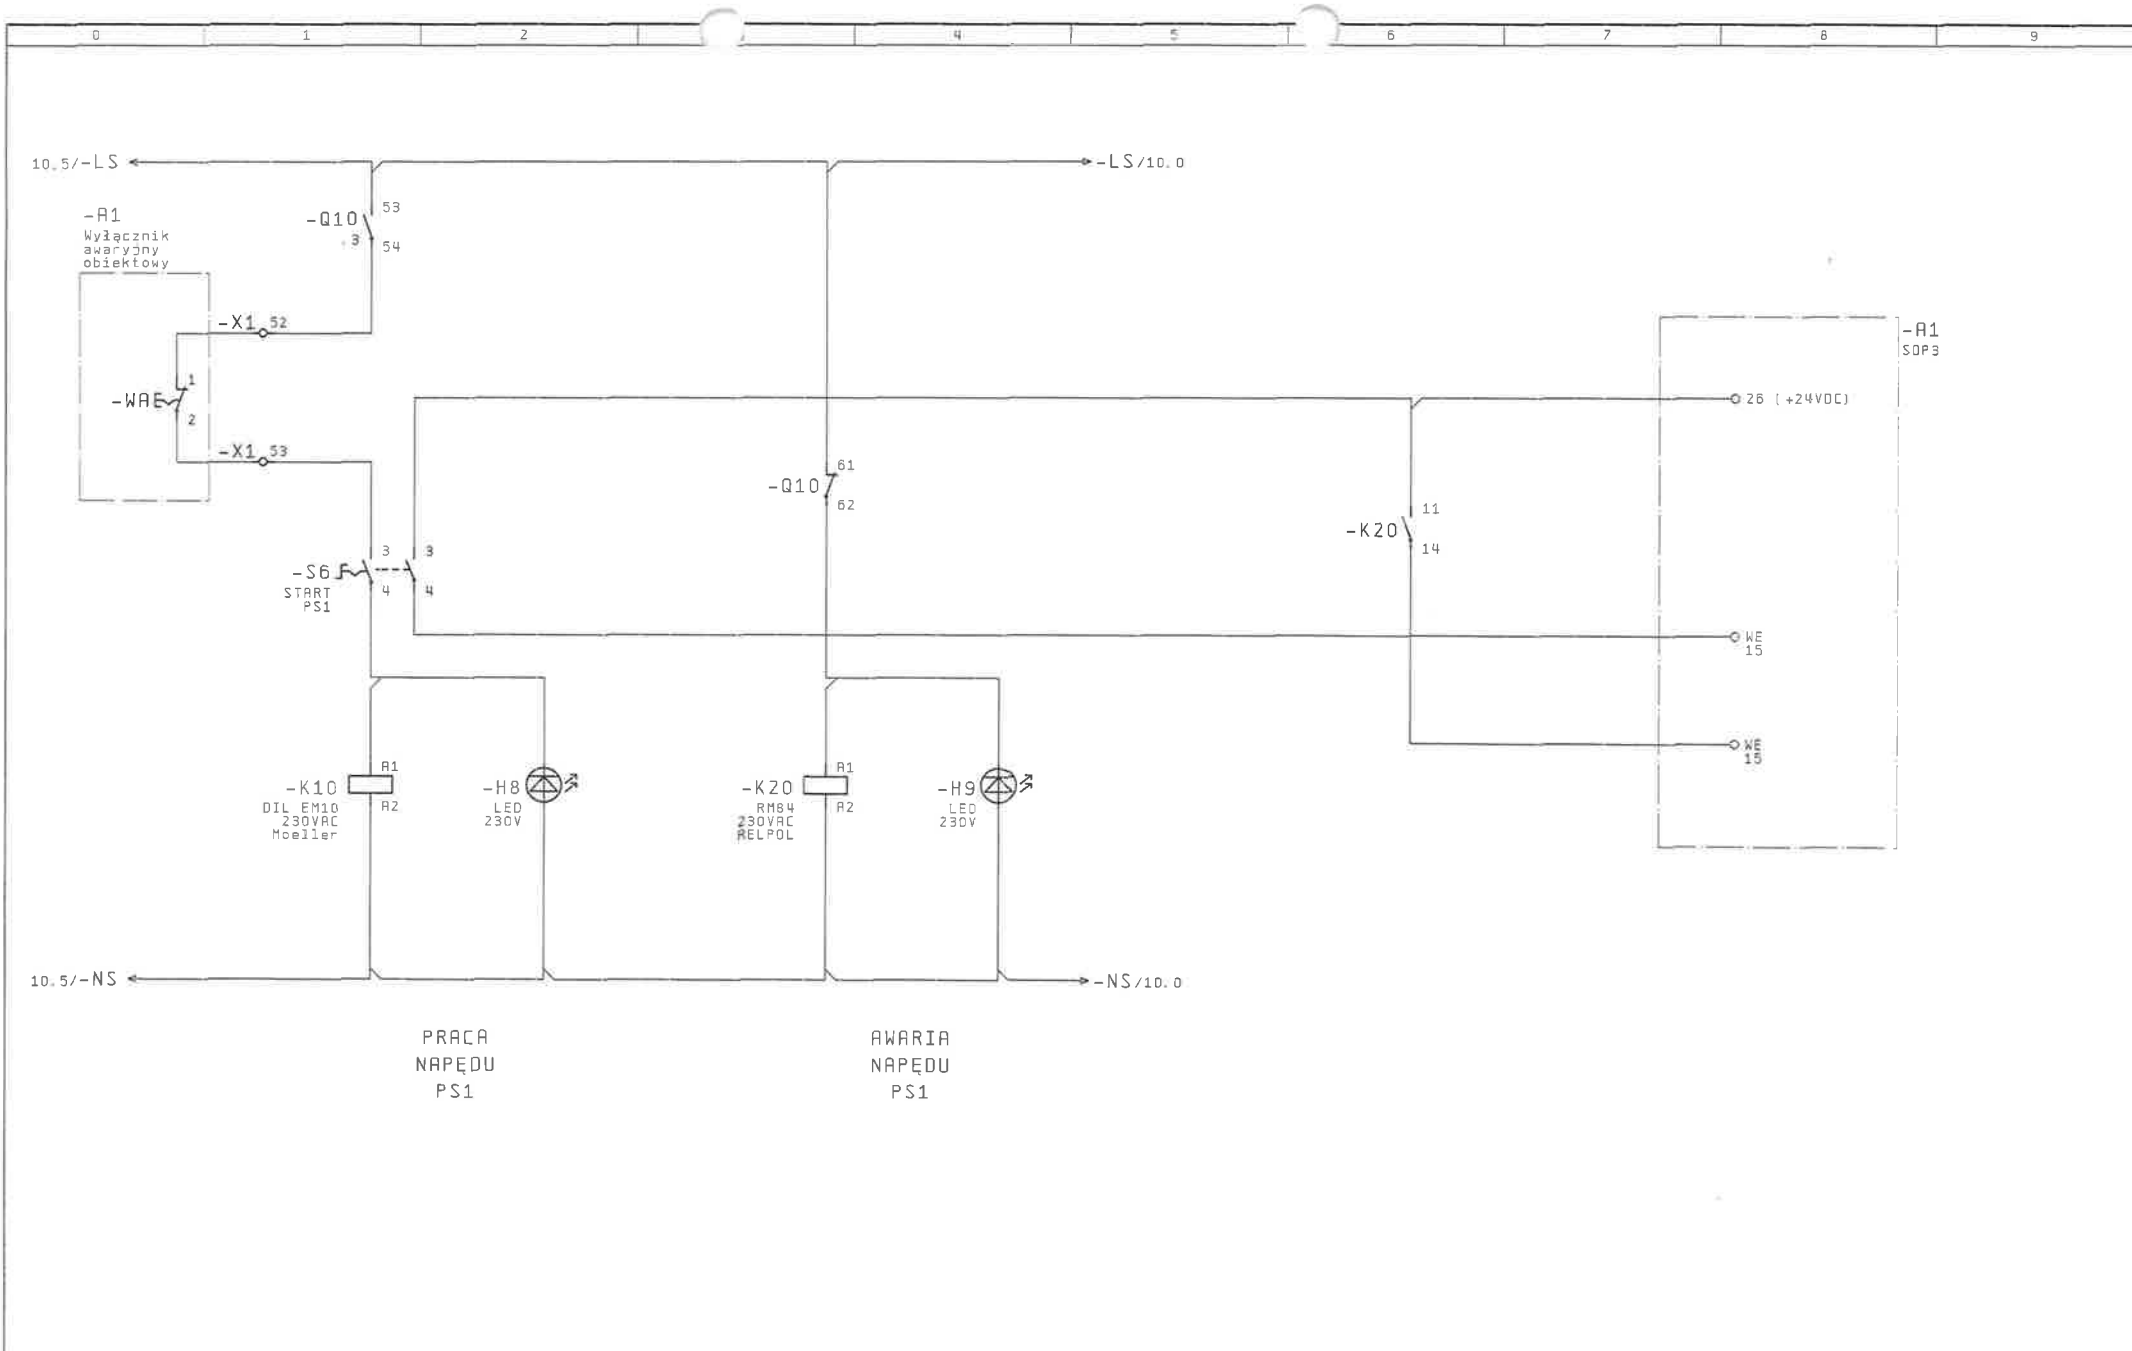 0 1 2 4 5 6 7 8 9
10.5/-LS
-LS/10.0
-A1
Wyłącznik
awaryjny
obiektowy
-Q10
53
.3
54
-X1 52
1
-WAE
2
-X1 53
-A1
SOP3
26 (+24VDC)
-Q10
61
62
-K20
11
14
-S6
START
PS1
3
4
3
4
WE
15
WE
15
-K10
DIL EM10
230VAC
Moeller
A1
A2
-H8
LED
230V
-K20
RM84
230VAC
RELPOL
A1
A2
-H9
LED
230V
10.5/-NS
-NS/10.0
PRACA
NAPĘDU
PS1
AWARIA
NAPĘDU
PS1